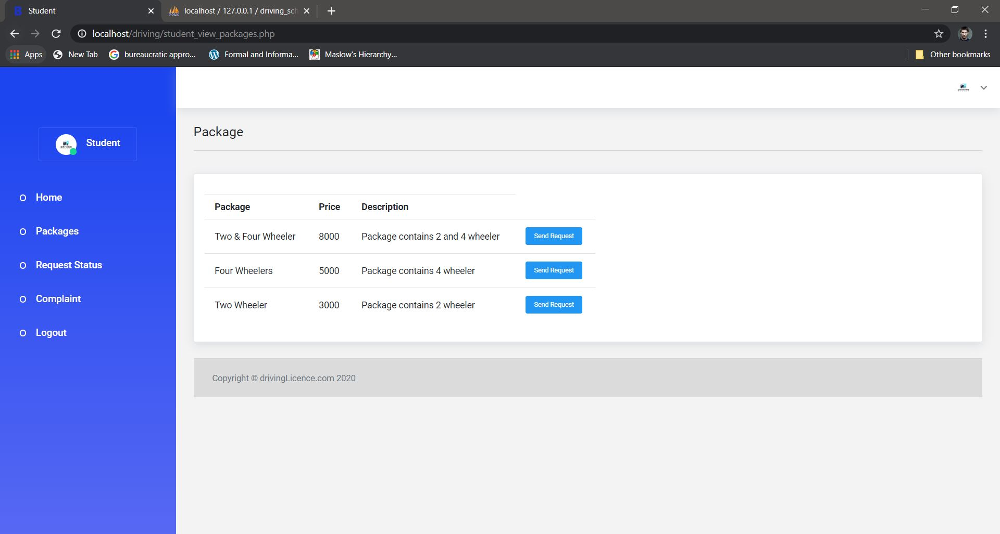 Student
localhost / 127.0.0.1 / driving_sch
localhost/driving/student_view_packages.php
Apps New Tab bureaucratic appro... Formal and Informa... Maslow's Hierarchy... Other bookmarks
Student
Home
Packages
Request Status
Complaint
Logout
Package
Package Price Description
Two & Four Wheeler 8000 Package contains 2 and 4 wheeler Send Request
Four Wheelers 5000 Package contains 4 wheeler Send Request
Two Wheeler 3000 Package contains 2 wheeler Send Request
Copyright © drivingLicence.com 2020